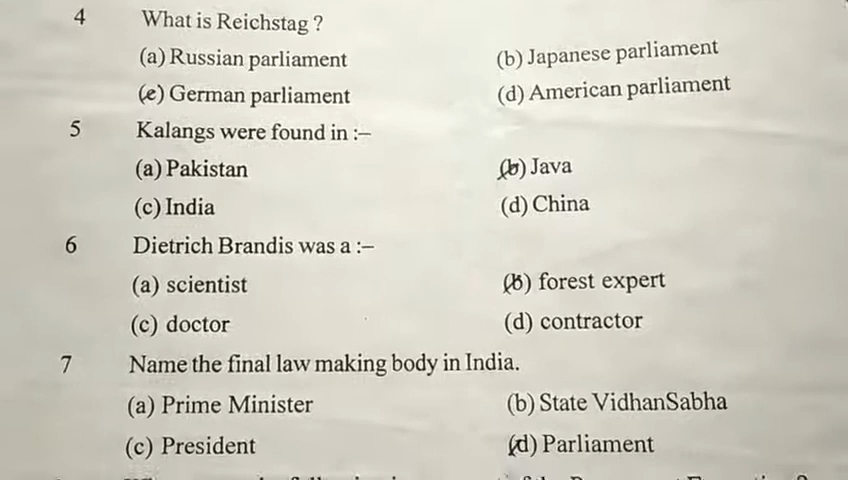 4 What is Reichstag ?
(a) Russian parliament (b) Japanese parliament
(c) German parliament (d) American parliament
5 Kalangs were found in :–
(a) Pakistan (b) Java
(c) India (d) China
6 Dietrich Brandis was a :–
(a) scientist (b) forest expert
(c) doctor (d) contractor
7 Name the final law making body in India.
(a) Prime Minister (b) State VidhanSabha
(c) President (d) Parliament